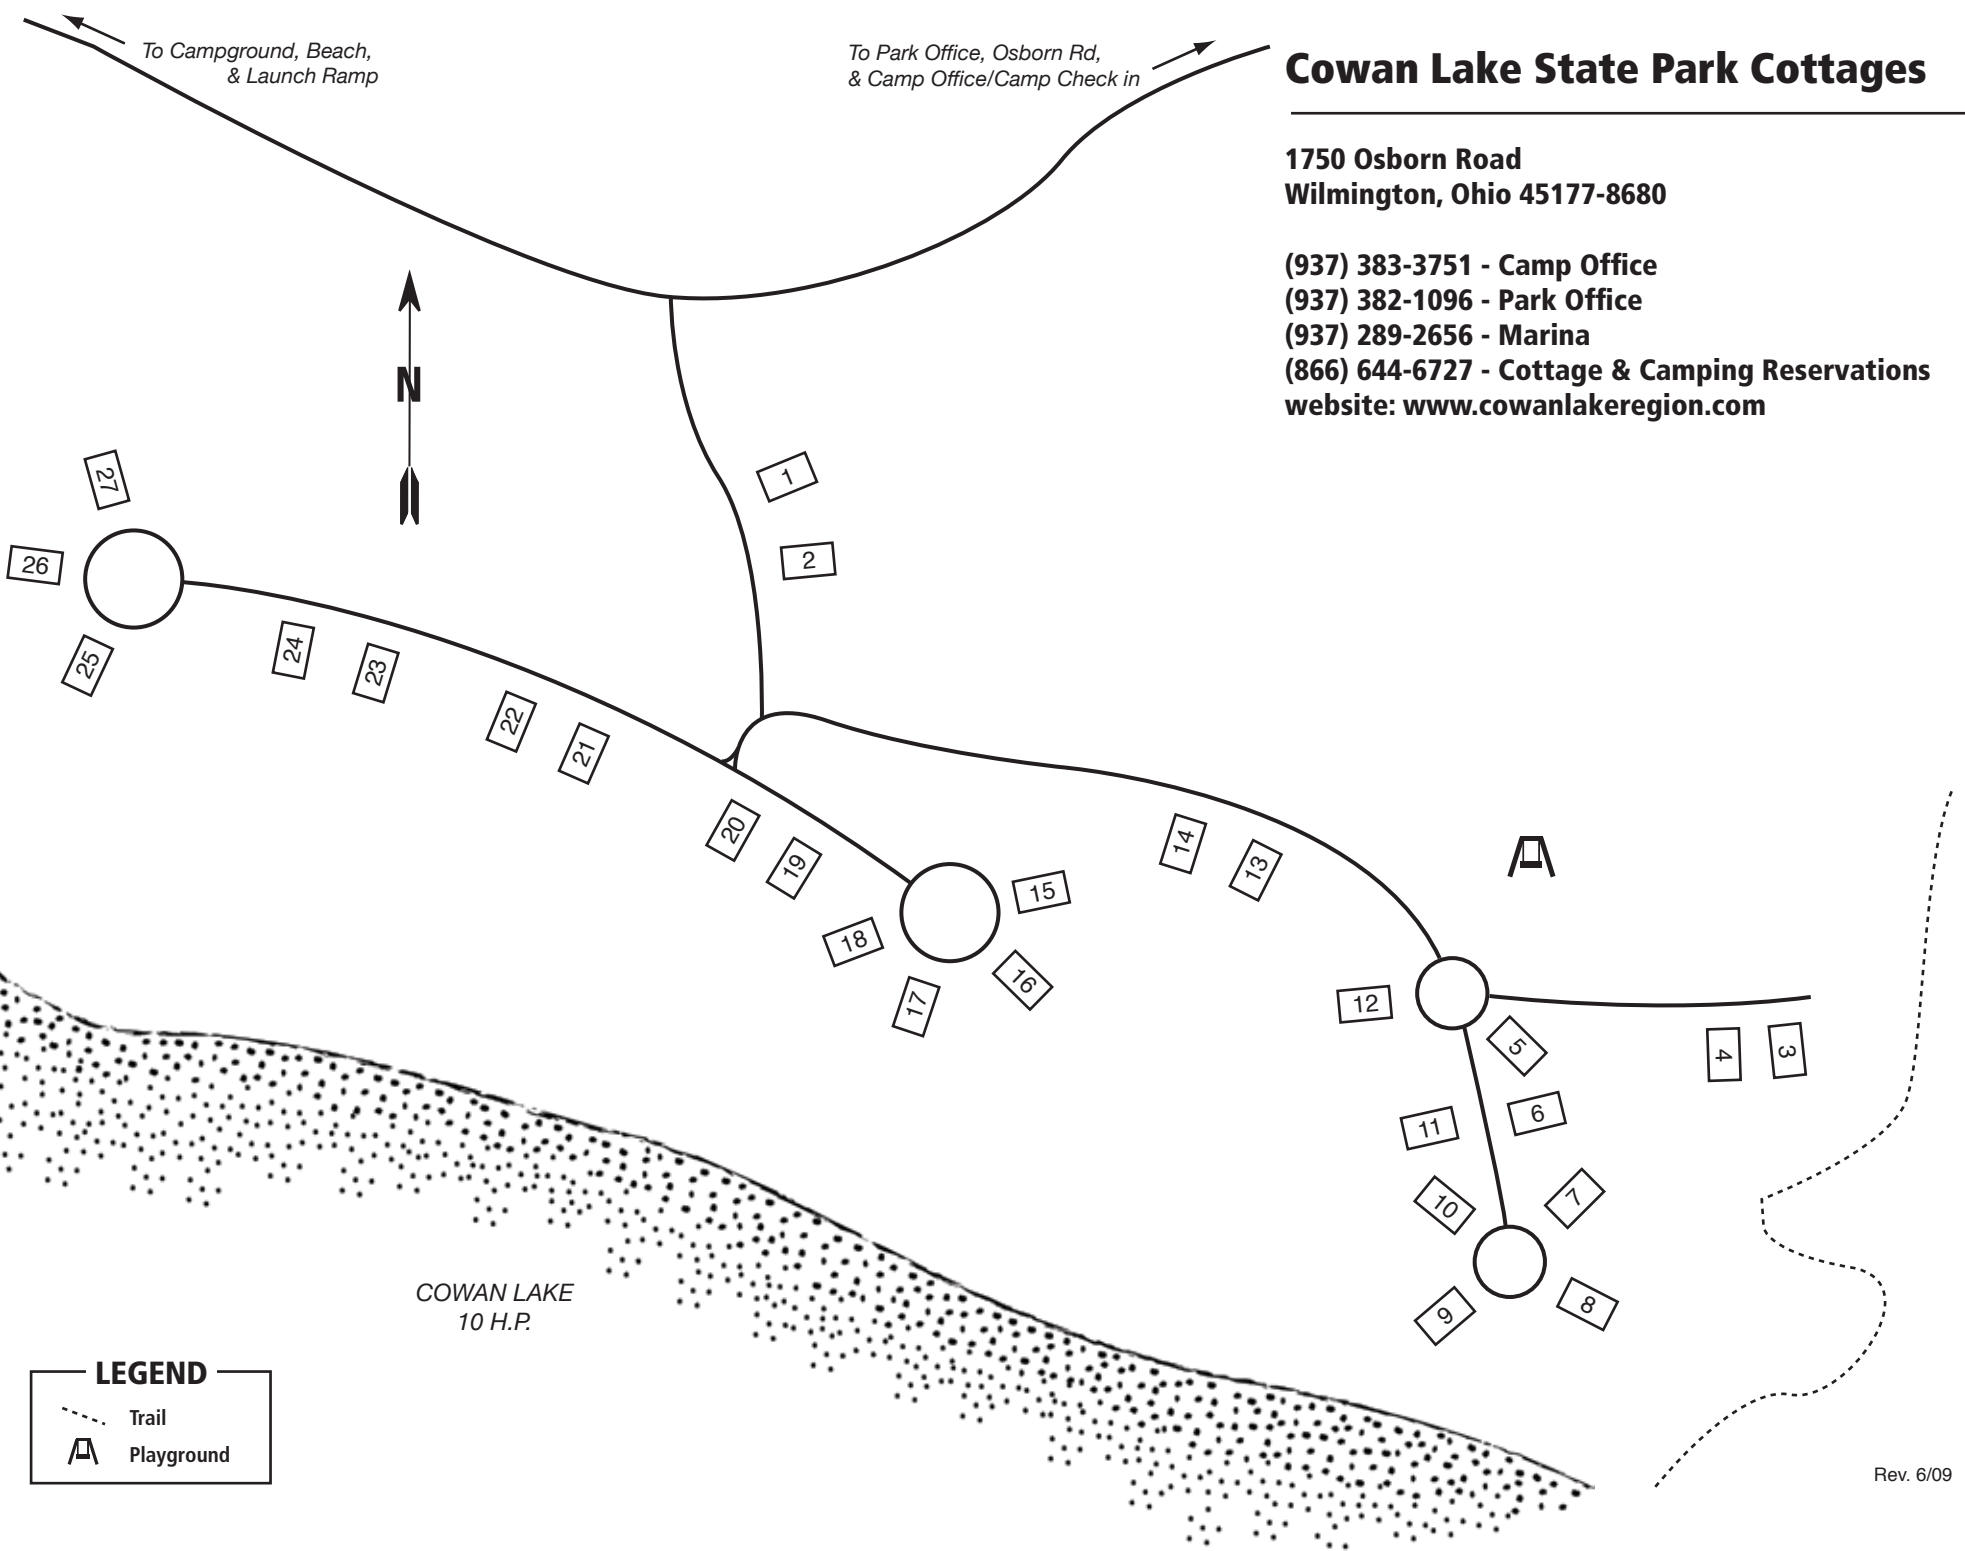 To Campground, Beach,
& Launch Ramp
To Park Office, Osborn Rd,
& Camp Office/Camp Check in
Cowan Lake State Park Cottages
1750 Osborn Road
Wilmington, Ohio 45177-8680
(937) 383-3751 - Camp Office
(937) 382-1096 - Park Office
(937) 289-2656 - Marina
(866) 644-6727 - Cottage & Camping Reservations
website: www.cowanlakeregion.com
N
27
1
26
2
25
24
23
22
21
20
19
14
13
15
18
16
17
12
5
4
3
6
11
10
7
9
8
COWAN LAKE
10 H.P.
LEGEND
Trail
Playground
Rev. 6/09